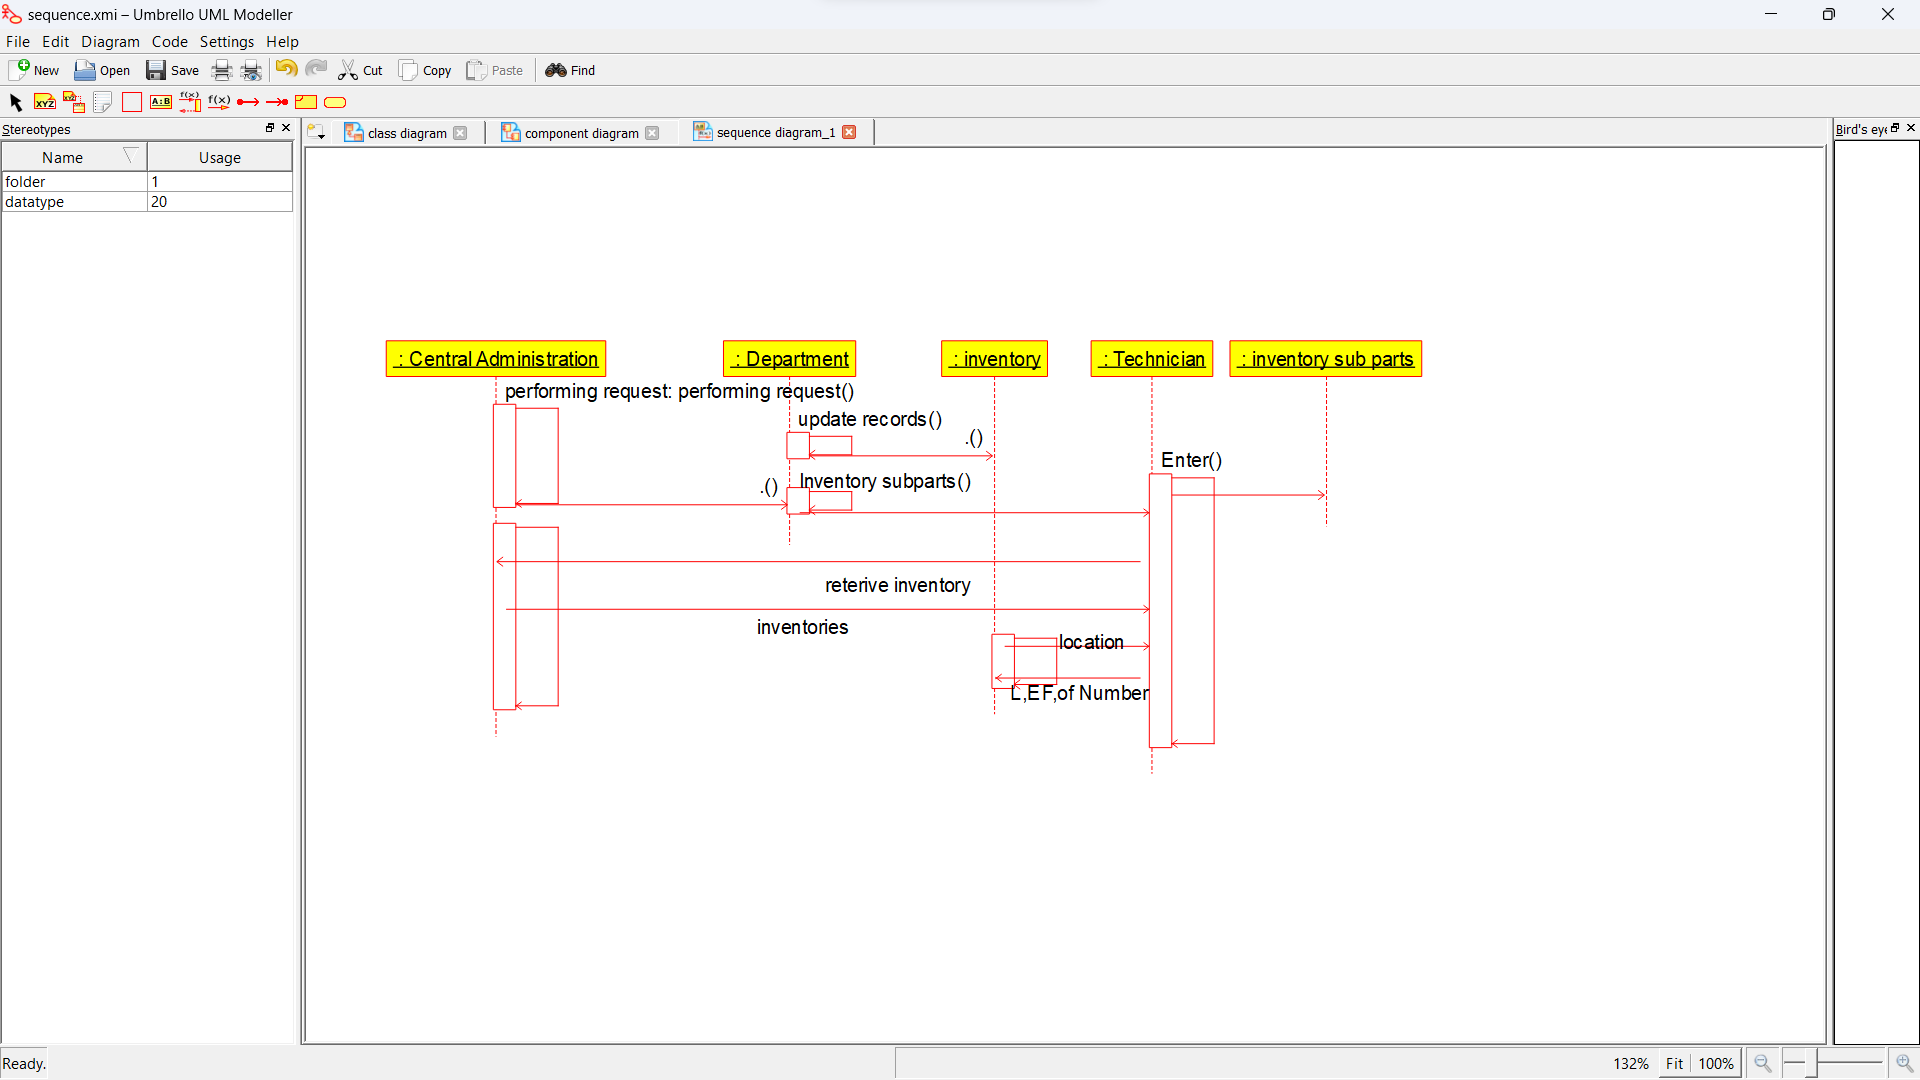 sequence.xmi – Umbrello UML Modeller
File Edit Diagram Code Settings Help
New Open Save Cut Copy Paste Find
XYZ XYZ A:B f(x) f(x)
Stereotypes
Name Usage
folder 1
datatype 20
class diagram component diagram sequence diagram_1
Bird's eye
: Central Administration : Department : inventory : Technician : inventory sub parts
performing request: performing request()
update records()
.()
Enter()
Inventory subparts()
.()
reterive inventory
inventories
location
L,EF,of Number
Ready.
132% Fit 100%